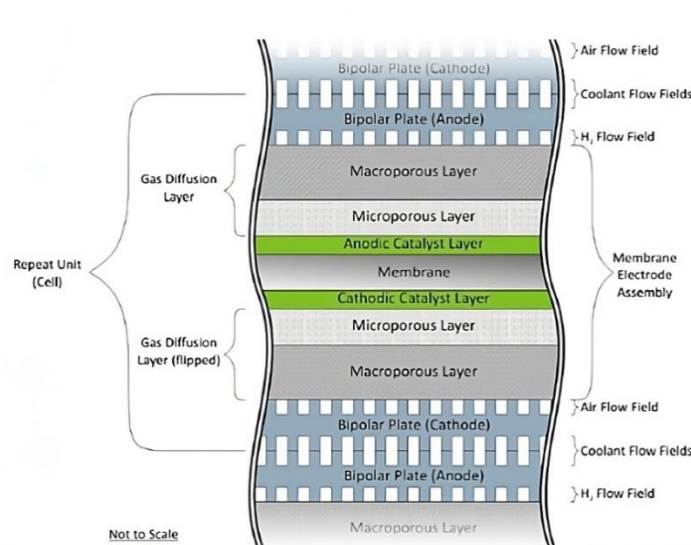 Air Flow Field
Bipolar Plate (Cathode)
Coolant Flow Fields
Bipolar Plate (Anode)
H₂ Flow Field
Gas Diffusion
Layer
Macroporous Layer
Microporous Layer
Anodic Catalyst Layer
Repeat Unit
(Cell)
Membrane
Membrane
Electrode
Assembly
Cathodic Catalyst Layer
Gas Diffusion
Layer (flipped)
Microporous Layer
Macroporous Layer
Air Flow Field
Bipolar Plate (Cathode)
Coolant Flow Fields
Bipolar Plate (Anode)
H₂ Flow Field
Not to Scale
Macroporous Layer